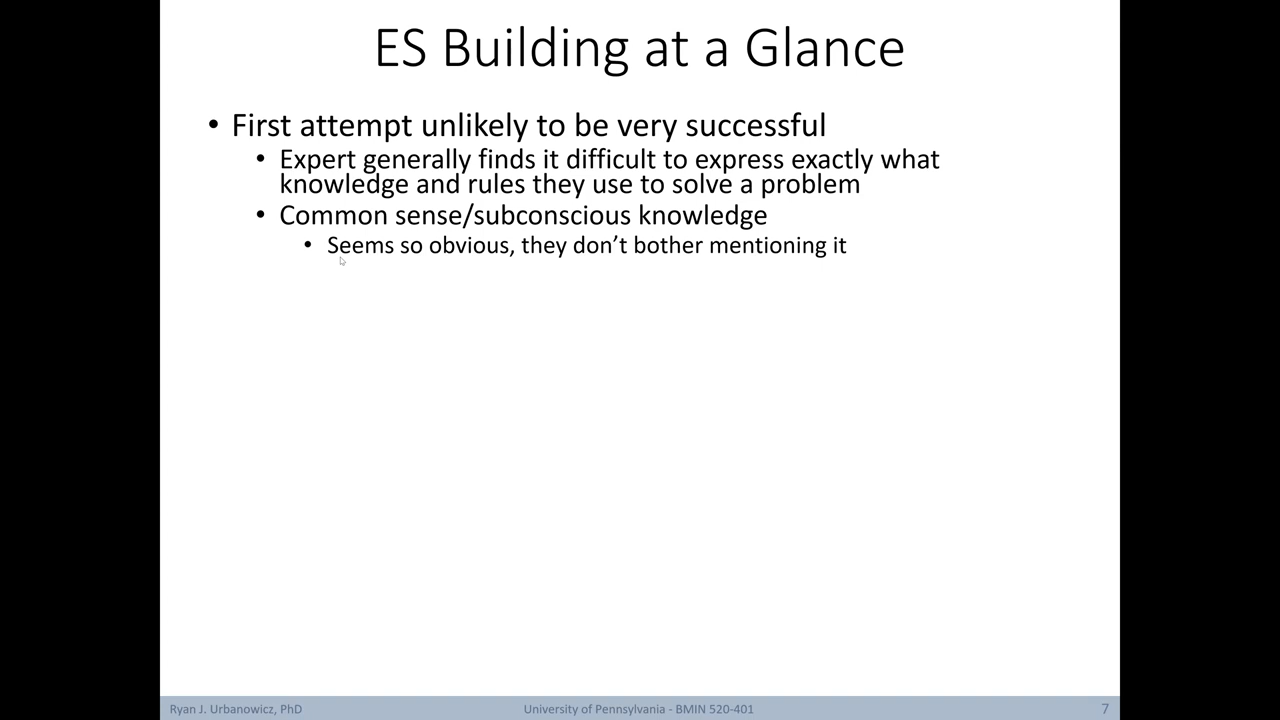 ES Building at a Glance
• First attempt unlikely to be very successful
• Expert generally finds it difficult to express exactly what
knowledge and rules they use to solve a problem
• Common sense/subconscious knowledge
• Seems so obvious, they don’t bother mentioning it
Ryan J. Urbanowicz, PhD
University of Pennsylvania - BMIN 520-401
7